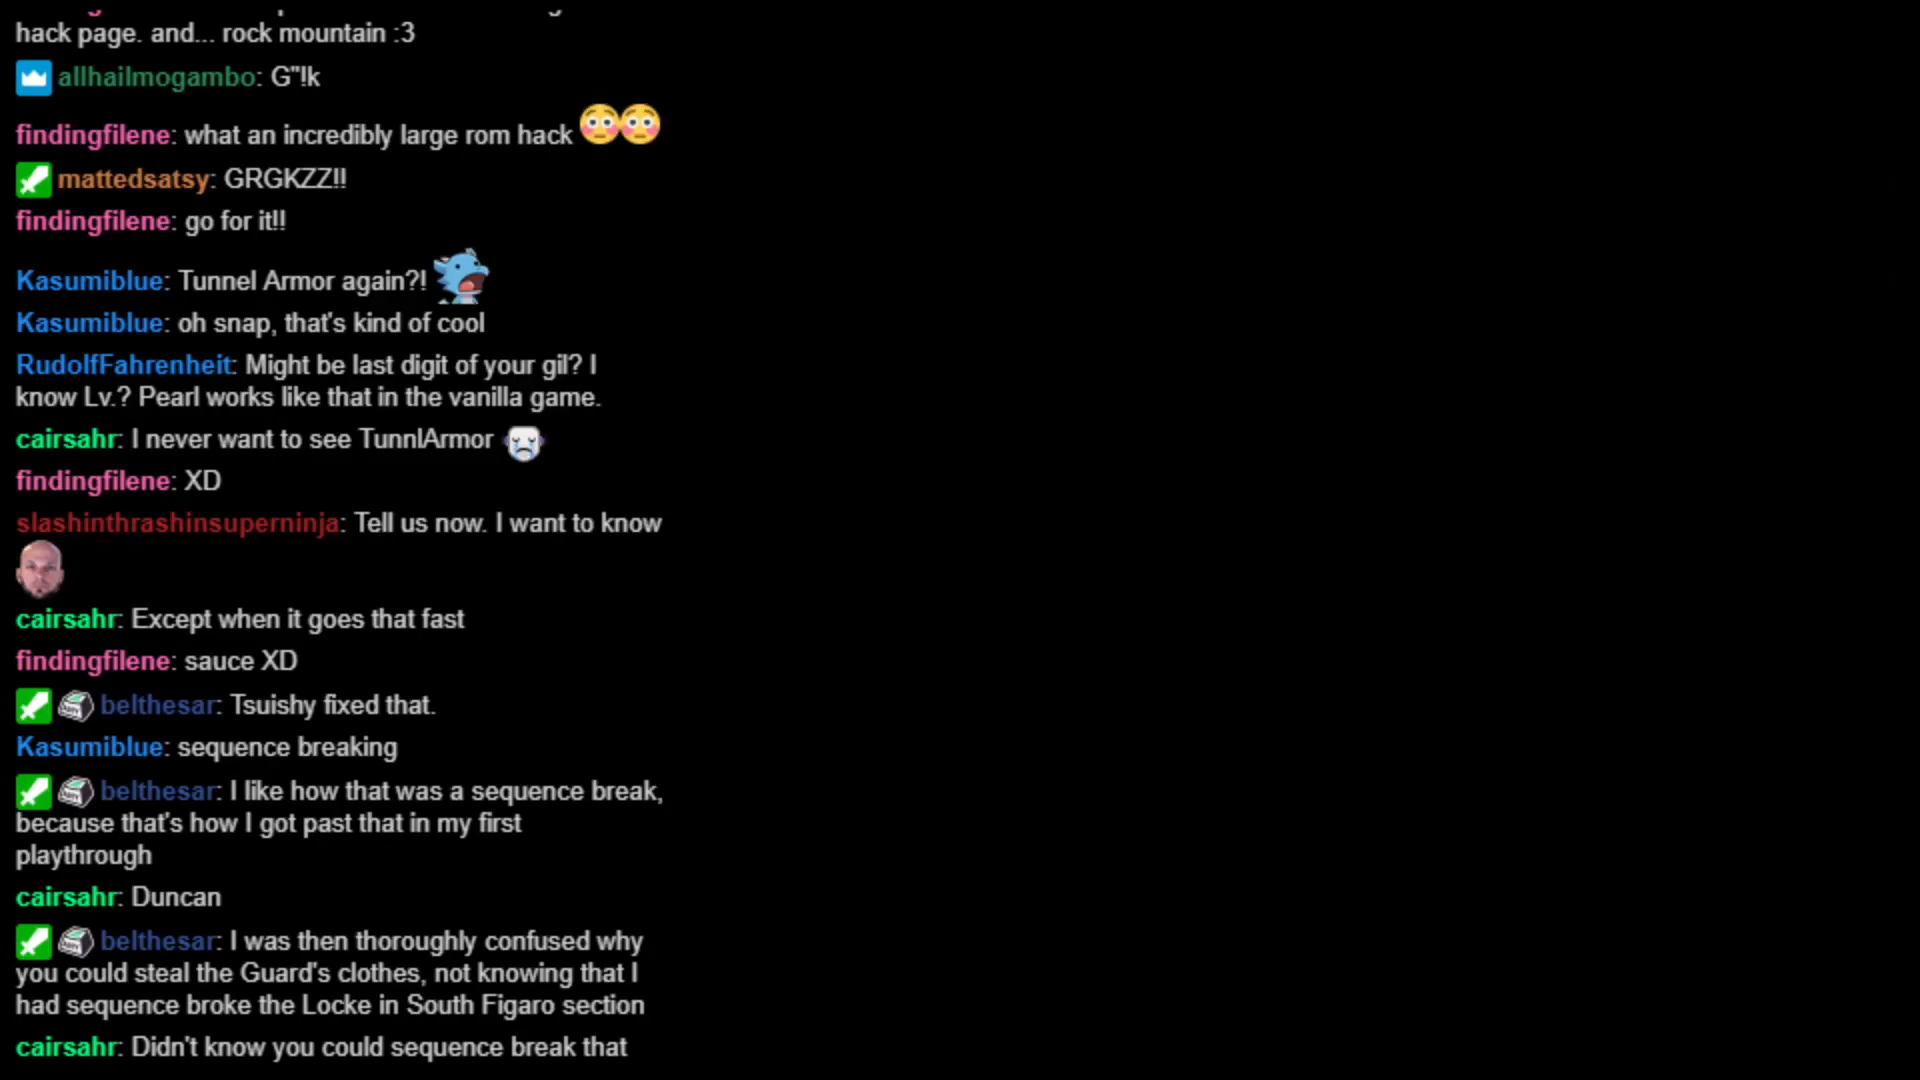 hack page. and... rock mountain :3
allhailmogambo: G"!k
findingfilene: what an incredibly large rom hack
mattedsatsy: GRGKZZ!!
findingfilene: go for it!!
Kasumiblue: Tunnel Armor again?!
Kasumiblue: oh snap, that's kind of cool
RudolfFahrenheit: Might be last digit of your gil? I
know Lv.? Pearl works like that in the vanilla game.
cairsahr: I never want to see TunnlArmor
findingfilene: XD
slashinthrashinsuperninja: Tell us now. I want to know
cairsahr: Except when it goes that fast
findingfilene: sauce XD
belthesar: Tsuishy fixed that.
Kasumiblue: sequence breaking
belthesar: I like how that was a sequence break,
because that's how I got past that in my first
playthrough
cairsahr: Duncan
belthesar: I was then thoroughly confused why
you could steal the Guard's clothes, not knowing that I
had sequence broke the Locke in South Figaro section
cairsahr: Didn't know you could sequence break that